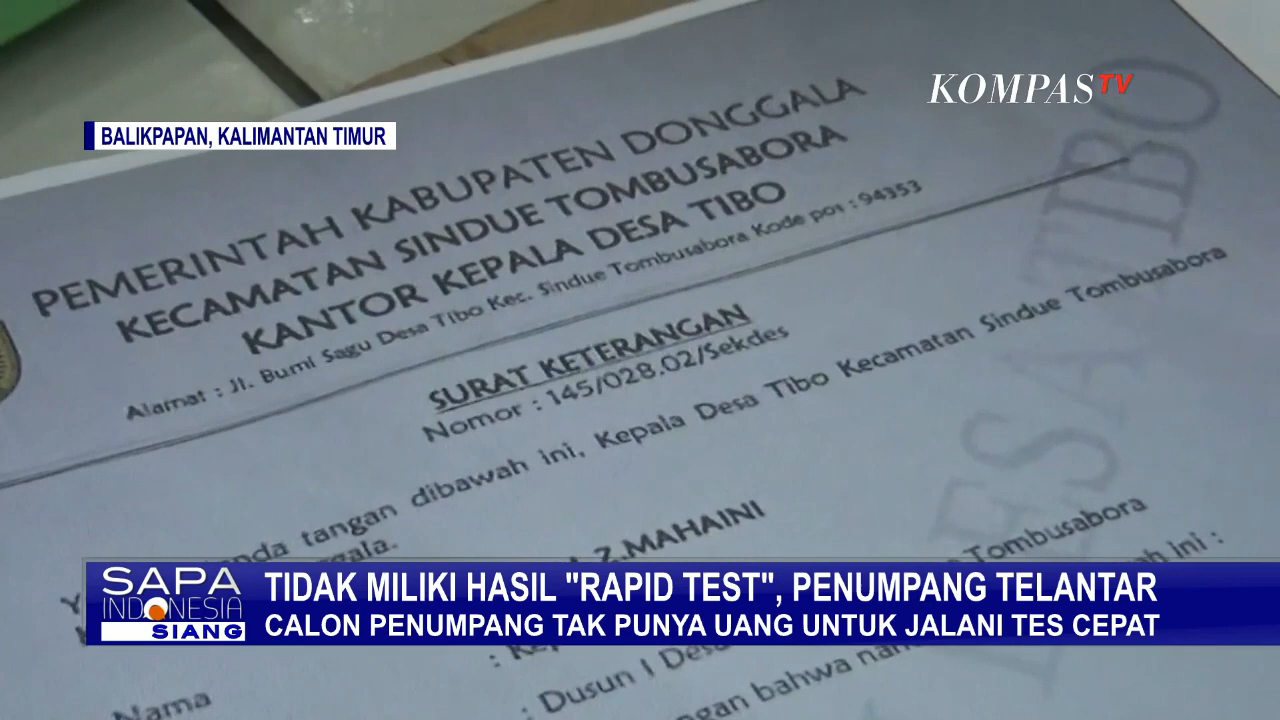 KOMPASTV
BALIKPAPAN, KALIMANTAN TIMUR
PEMERINTAH KABUPATEN DONGGALA
KECAMATAN SINDUE TOMBUSABORA
KANTOR KEPALA DESA TIBO
Alamat : Jl. Bumi Sagu Desa Tibo Kec. Sindue Tombusabora Kode pos : 94353
SURAT KETERANGAN
Nomor : 145/028.02/Sekdes
tangan dibawah ini, Kepala Desa Tibo Kecamatan Sindue Tombusabora
Z.MAHAINI
Tombusabora
ini :
Nama
: Dusun I Desa
bahwa
SAPA
INDONESIA
SIANG
TIDAK MILIKI HASIL "RAPID TEST", PENUMPANG TELANTAR
CALON PENUMPANG TAK PUNYA UANG UNTUK JALANI TES CEPAT